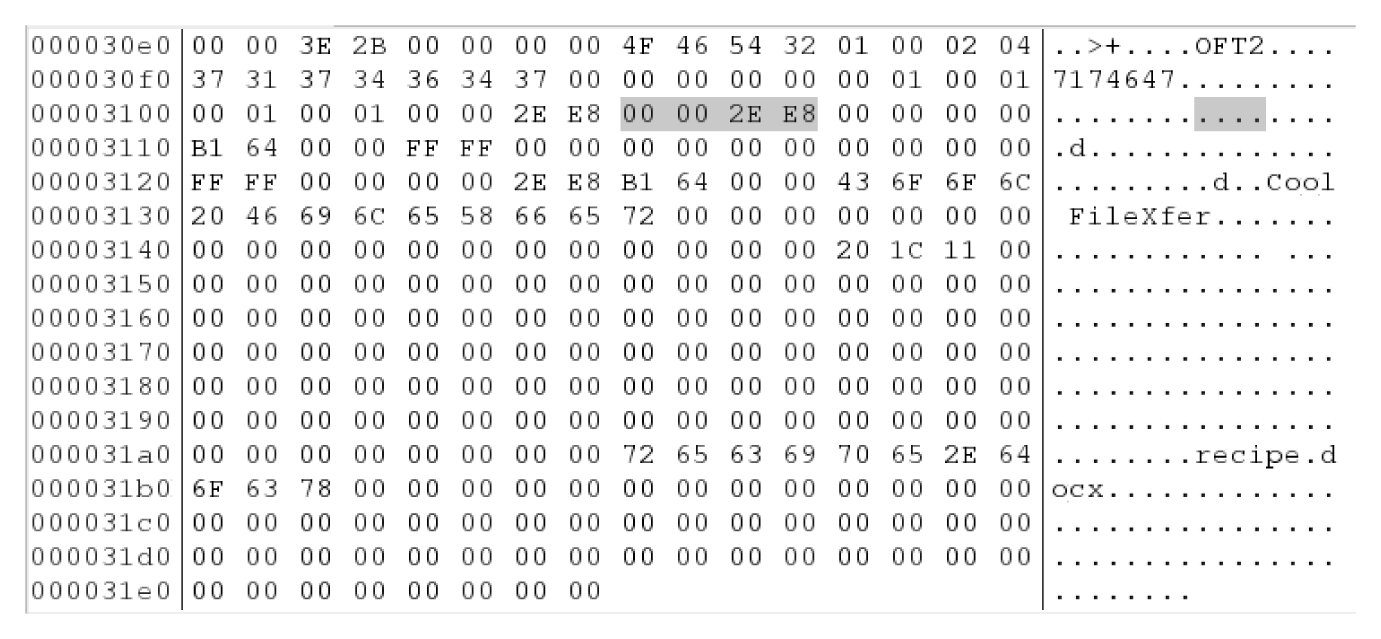 000030e0 00 00 3E 2B 00 00 00 00 4F 46 54 32 01 00 02 04 ..>+....OFT2....
000030f0 37 31 37 34 36 34 37 00 00 00 00 00 00 01 00 01 7174647.........
00003100 00 01 00 01 00 00 2E E8 00 00 2E E8 00 00 00 00 ................
00003110 B1 64 00 00 FF FF 00 00 00 00 00 00 00 00 00 00 .d..............
00003120 FF FF 00 00 00 00 2E E8 B1 64 00 00 43 6F 6F 6C .........d..Cool
00003130 20 46 69 6C 65 58 66 65 72 00 00 00 00 00 00 00  FileXfer.......
00003140 00 00 00 00 00 00 00 00 00 00 00 00 20 1C 11 00 ............ ...
00003150 00 00 00 00 00 00 00 00 00 00 00 00 00 00 00 00 ................
00003160 00 00 00 00 00 00 00 00 00 00 00 00 00 00 00 00 ................
00003170 00 00 00 00 00 00 00 00 00 00 00 00 00 00 00 00 ................
00003180 00 00 00 00 00 00 00 00 00 00 00 00 00 00 00 00 ................
00003190 00 00 00 00 00 00 00 00 00 00 00 00 00 00 00 00 ................
000031a0 00 00 00 00 00 00 00 00 72 65 63 69 70 65 2E 64 ........recipe.d
000031b0 6F 63 78 00 00 00 00 00 00 00 00 00 00 00 00 00 ocx.............
000031c0 00 00 00 00 00 00 00 00 00 00 00 00 00 00 00 00 ................
000031d0 00 00 00 00 00 00 00 00 00 00 00 00 00 00 00 00 ................
000031e0 00 00 00 00 00 00 00 00 ........